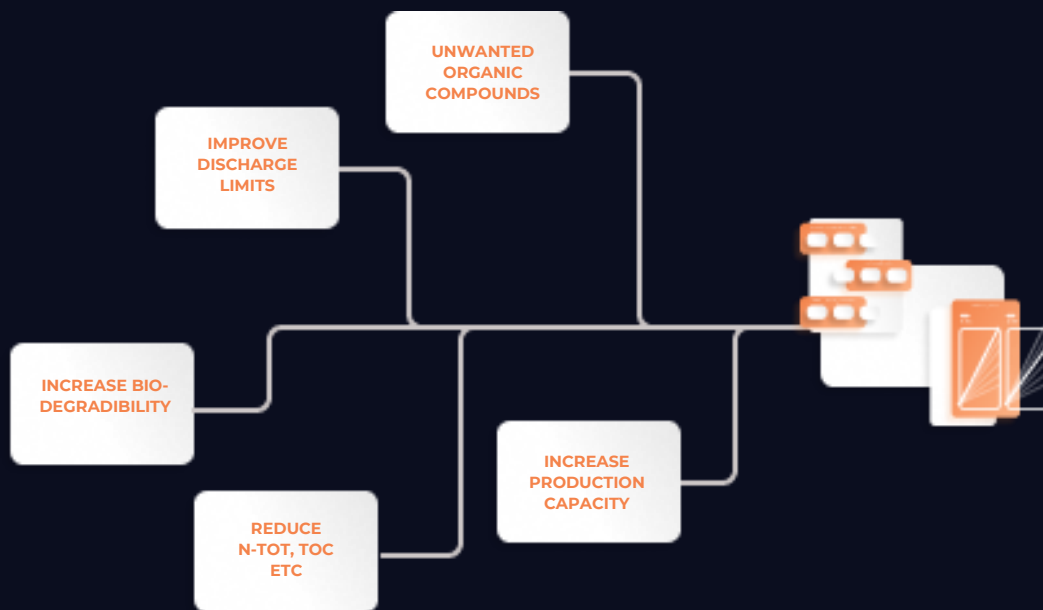 UNWANTED
ORGANIC
COMPOUNDS
IMPROVE
DISCHARGE
LIMITS
INCREASE BIO-
DEGRADIBILITY
INCREASE
PRODUCTION
CAPACITY
REDUCE
N-TOT, TOC
ETC